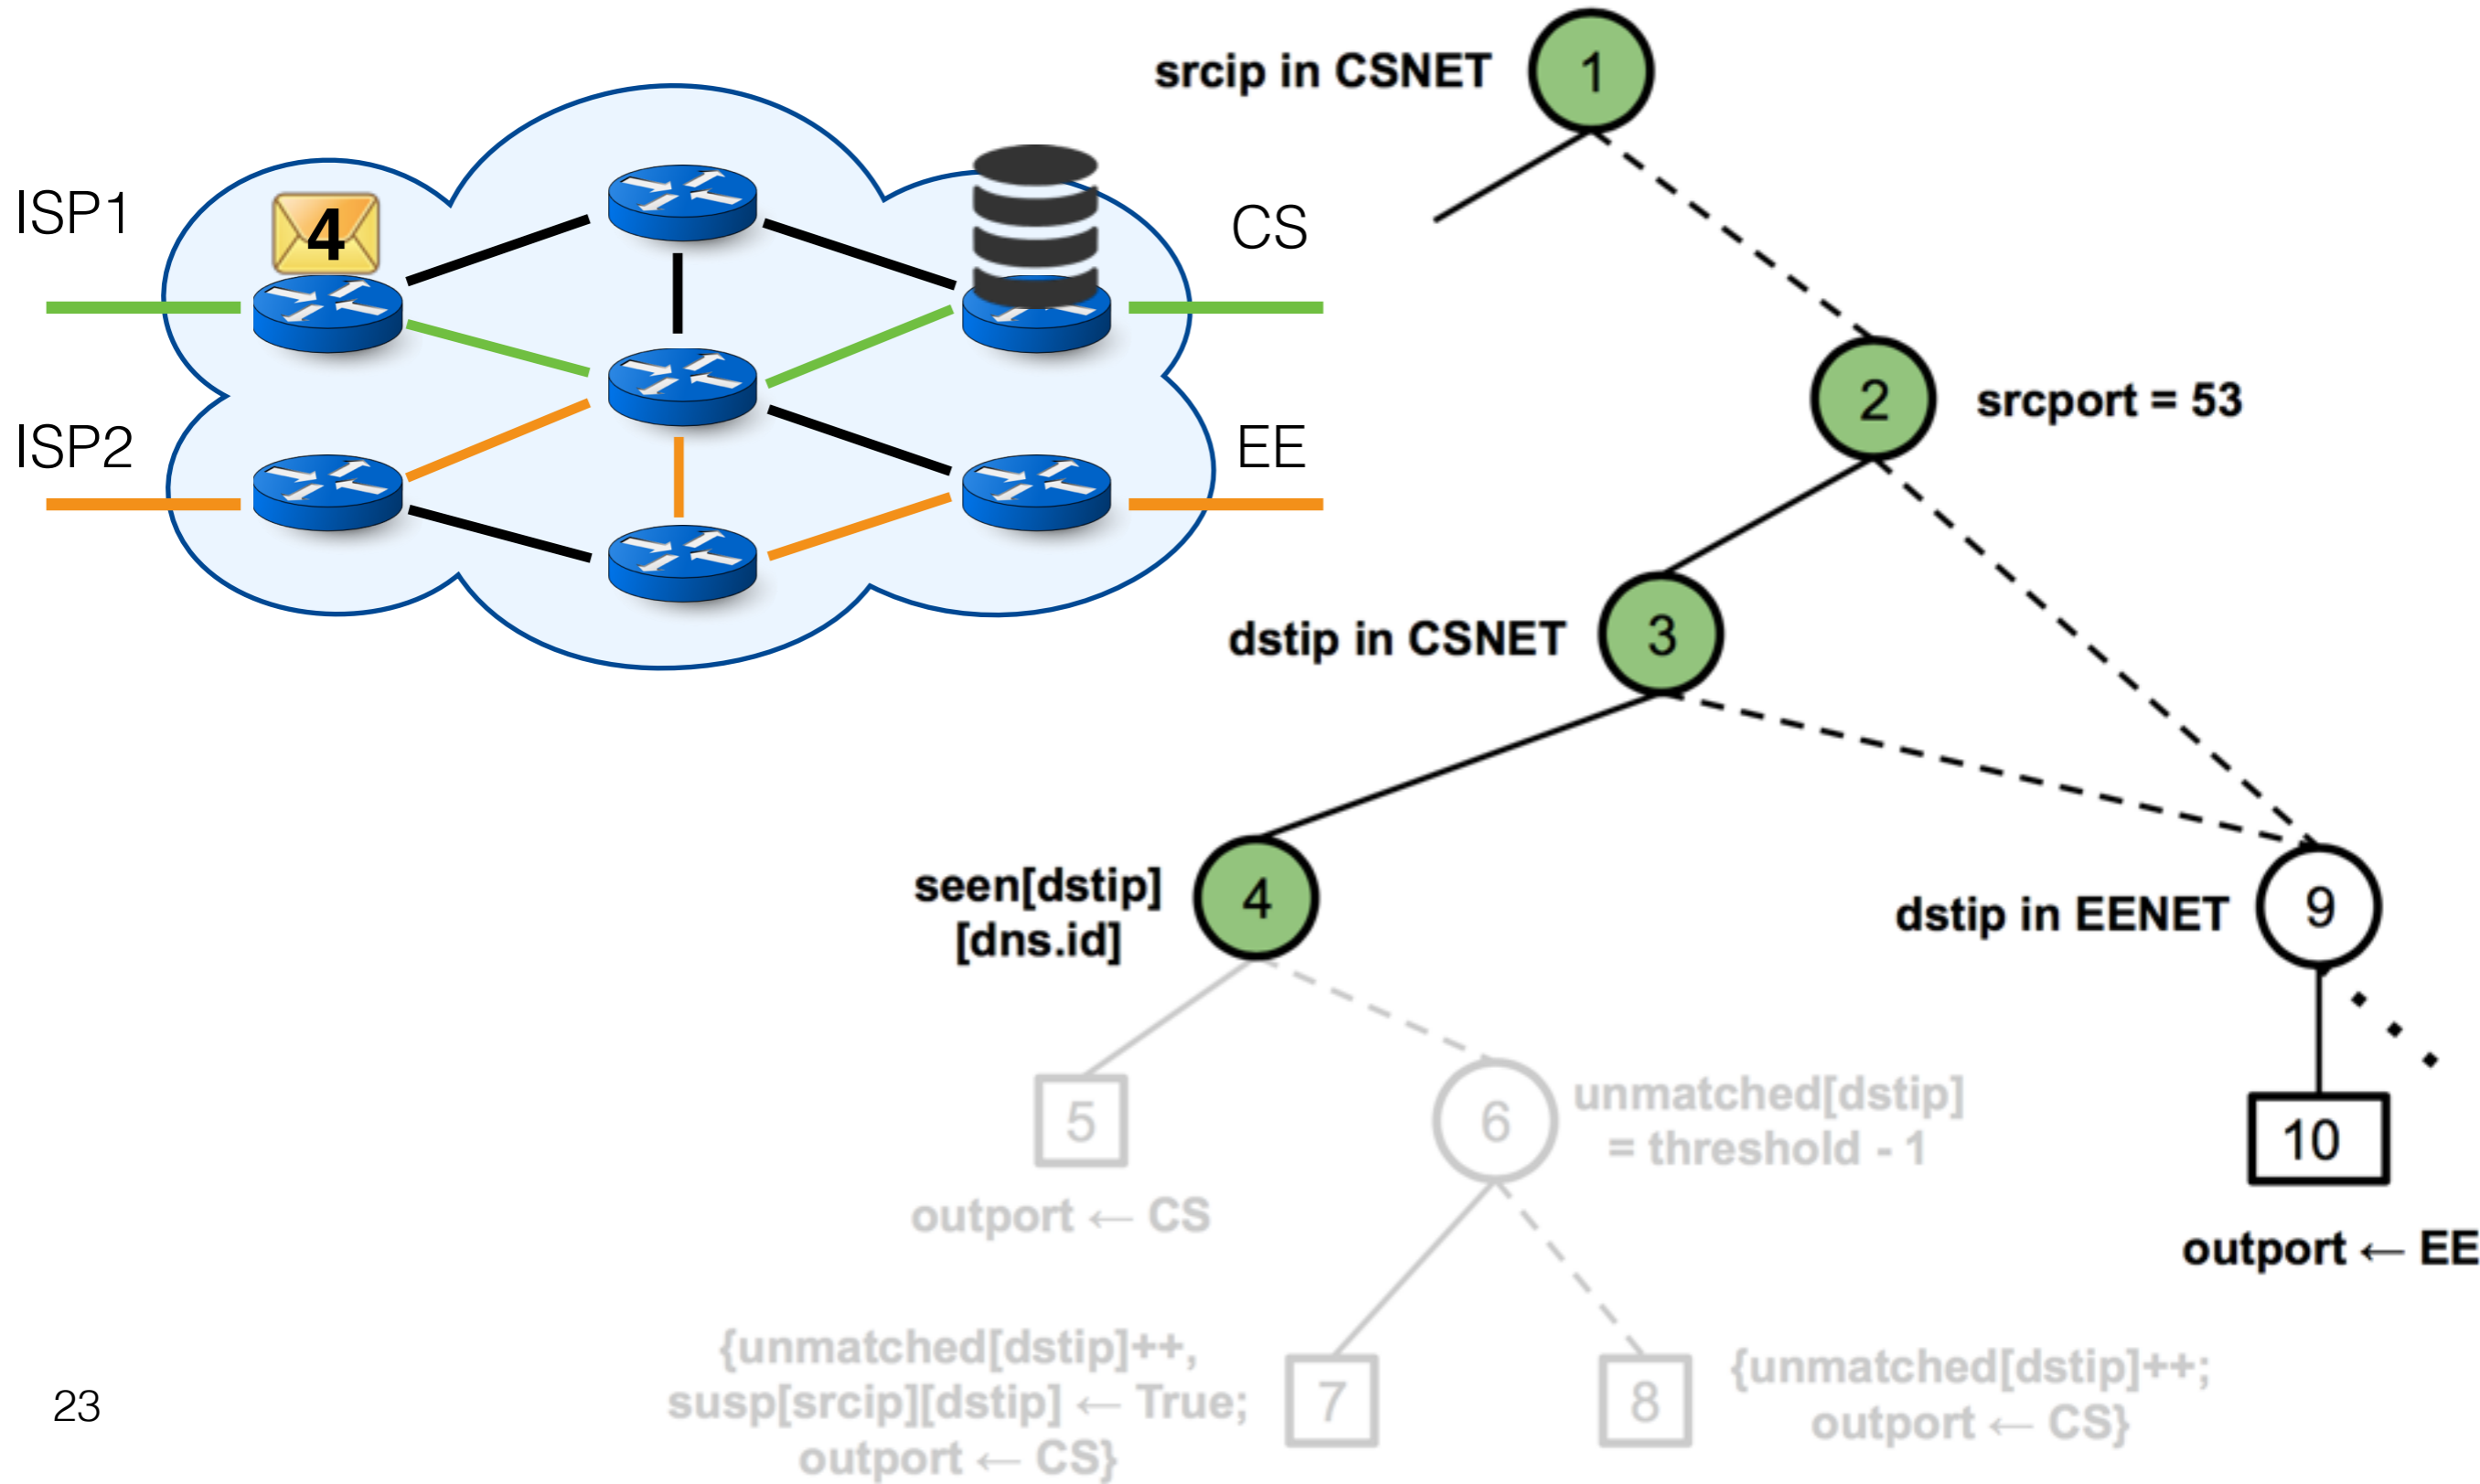 ISP1
4
CS
ISP2
EE
srcip in CSNET
1
2
srcport = 53
dstip in CSNET
3
seen[dstip]
[dns.id]
4
dstip in EENET
9
5
outport ← CS
6
unmatched[dstip]
= threshold - 1
10
outport ← EE
{unmatched[dstip]++,
susp[srcip][dstip] ← True;
outport ← CS}
7
8
{unmatched[dstip]++;
outport ← CS}
23